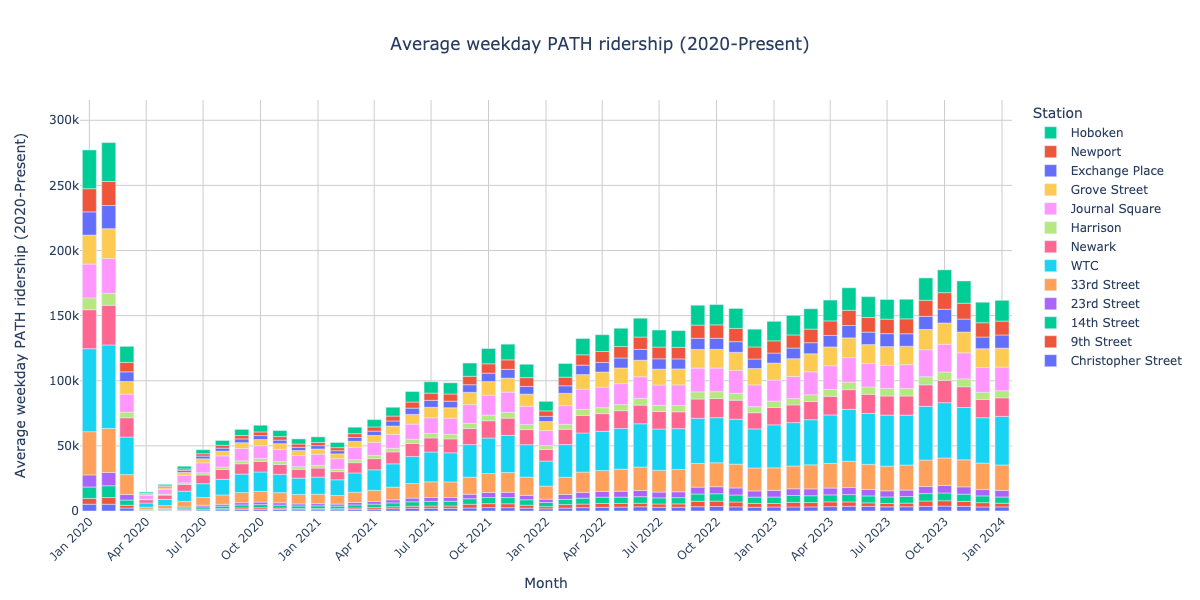 Average weekday PATH ridership (2020-Present)
Average weekday PATH ridership (2020-Present)
300k
250k
200k
150k
100k
50k
0
Jan 2020
Apr 2020
Jul 2020
Oct 2020
Jan 2021
Apr 2021
Jul 2021
Oct 2021
Jan 2022
Apr 2022
Jul 2022
Oct 2022
Jan 2023
Apr 2023
Jul 2023
Oct 2023
Jan 2024
Month
Station
Hoboken
Newport
Exchange Place
Grove Street
Journal Square
Harrison
Newark
WTC
33rd Street
23rd Street
14th Street
9th Street
Christopher Street